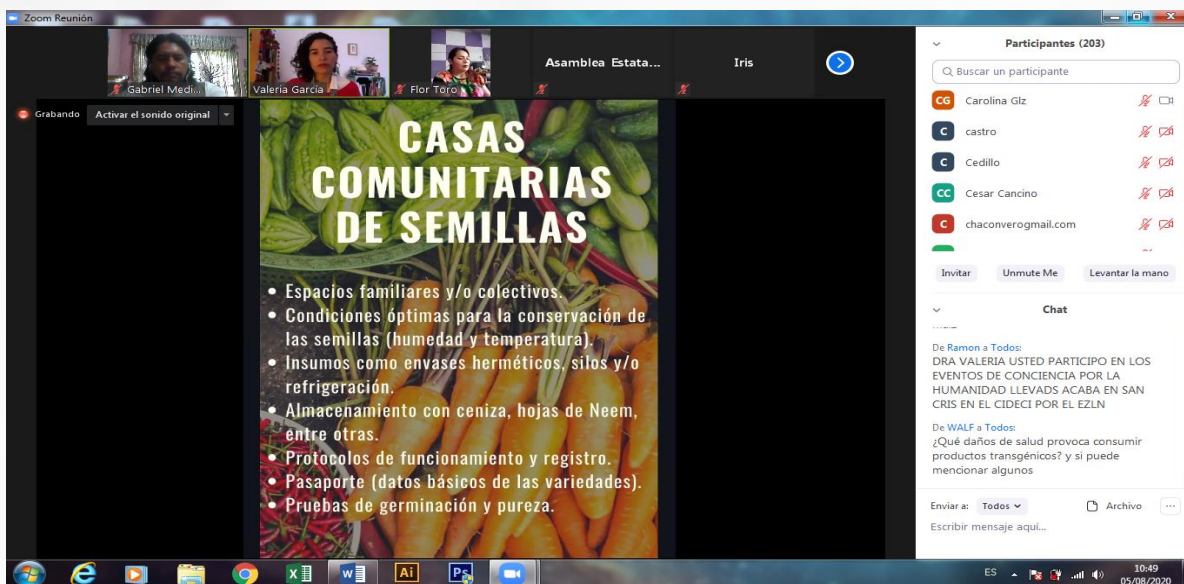 Zoom Reunión
Gabriel Medi...
Valeria García
Flor Toro
Asamblea Estata...
Iris
Grabando
Activar el sonido original
CASAS
COMUNITARIAS
DE SEMILLAS
• Espacios familiares y/o colectivos.
• Condiciones óptimas para la conservación de
las semillas (humedad y temperatura).
• Insumos como envases herméticos, silos y/o
refrigeración.
• Almacenamiento con ceniza, hojas de Neem,
entre otras.
• Protocolos de funcionamiento y registro.
• Pasaporte (datos básicos de las variedades).
• Pruebas de germinación y pureza.
Participantes (203)
Buscar un participante
CG Carolina Glz
C castro
C Cedillo
CC Cesar Cancino
C chaconverogmail.com
Invitar Unmute Me Levantar la mano
Chat
De Ramon a Todos:
DRA VALERIA USTED PARTICIPO EN LOS
EVENTOS DE CONCIENCIA POR LA
HUMANIDAD LLEVADS ACABA EN SAN
CRIS EN EL CIDECI POR EL EZLN
De WALF a Todos:
¿Qué daños de salud provoca consumir
productos transgénicos? y si puede
mencionar algunos
Enviar a: Todos Archivo ...
Escribir mensaje aquí...
Ai
Ps
ES
10:49
05/08/2020